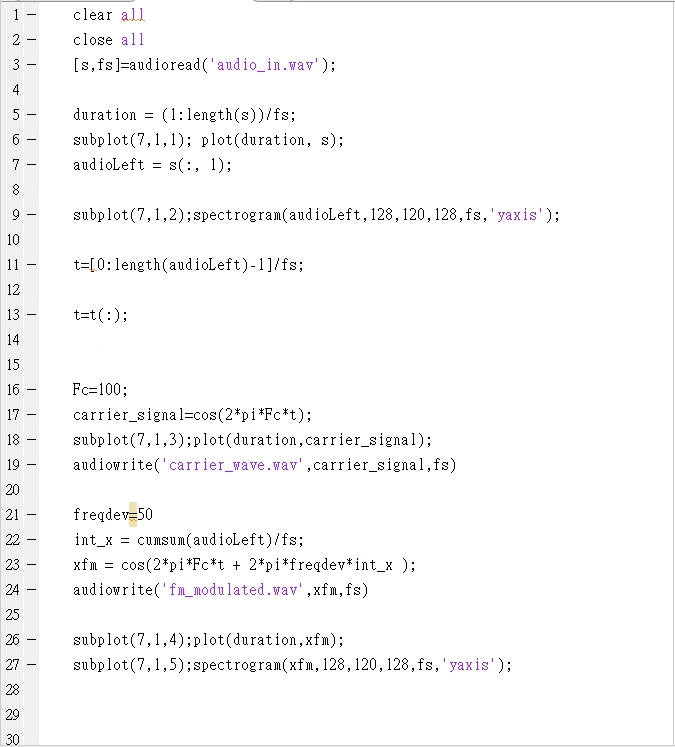 1 - clear all
2 - close all
3 - [s,fs]=audioread('audio_in.wav');
4
5 - duration = (1:length(s))/fs;
6 - subplot(7,1,1); plot(duration, s);
7 - audioLeft = s(:, 1);
8
9 - subplot(7,1,2);spectrogram(audioLeft,128,120,128,fs,'yaxis');
10
11 - t=[0:length(audioLeft)-1]/fs;
12
13 - t=t(:);
14
15
16 - Fc=100;
17 - carrier_signal=cos(2*pi*Fc*t);
18 - subplot(7,1,3);plot(duration,carrier_signal);
19 - audiowrite('carrier_wave.wav',carrier_signal,fs)
20
21 - freqdev=50
22 - int_x = cumsum(audioLeft)/fs;
23 - xfm = cos(2*pi*Fc*t + 2*pi*freqdev*int_x );
24 - audiowrite('fm_modulated.wav',xfm,fs)
25
26 - subplot(7,1,4);plot(duration,xfm);
27 - subplot(7,1,5);spectrogram(xfm,128,120,128,fs,'yaxis');
28
29
30